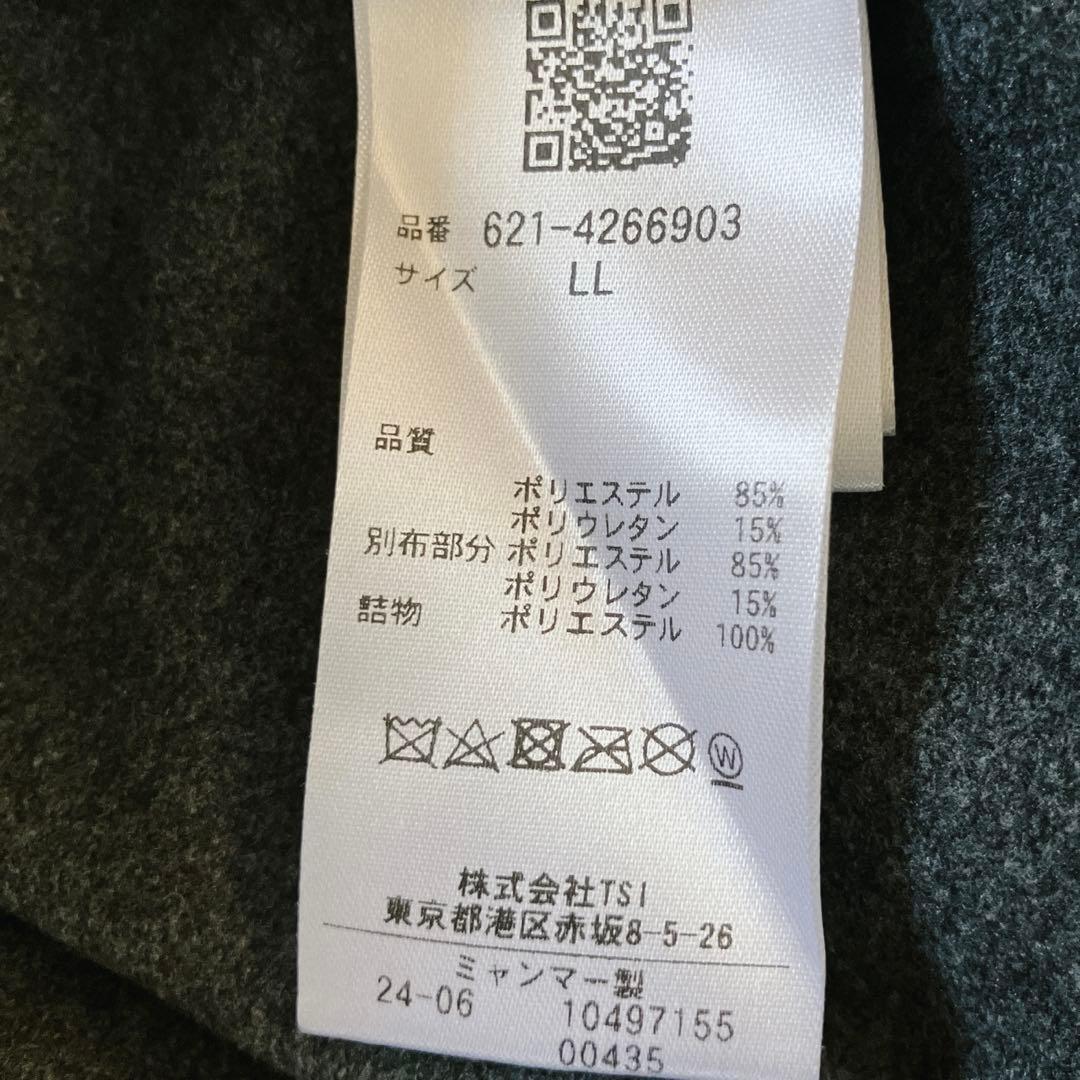 品番 621-4266903
サイズ LL
品質
ポリエステル 85%
ポリウレタン 15%
別布部分 ポリエステル 85%
ポリウレタン 15%
詰物 ポリエステル 100%
W
株式会社TSI
東京都港区赤坂8-5-26
ミャンマー製
24-06 10497155
00435